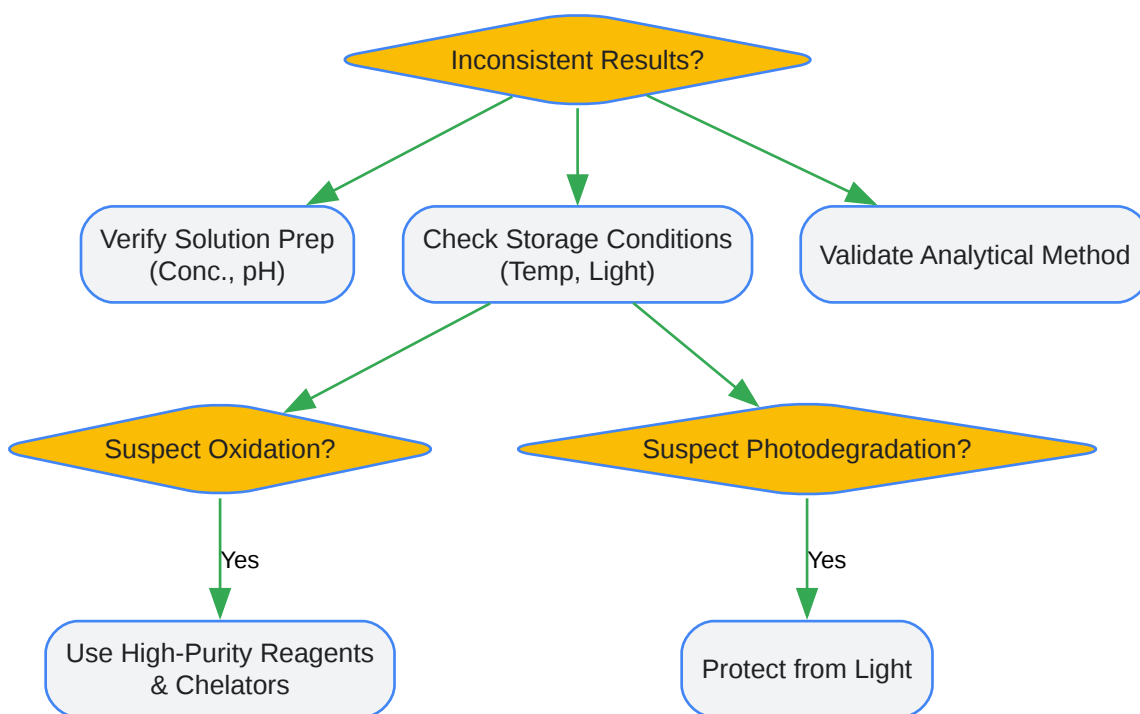 Inconsistent Results?
Verify Solution Prep
(Conc., pH)
Check Storage Conditions
(Temp, Light)
Validate Analytical Method
Suspect Oxidation?
Suspect Photodegradation?
Yes
Yes
Use High-Purity Reagents
& Chelators
Protect from Light